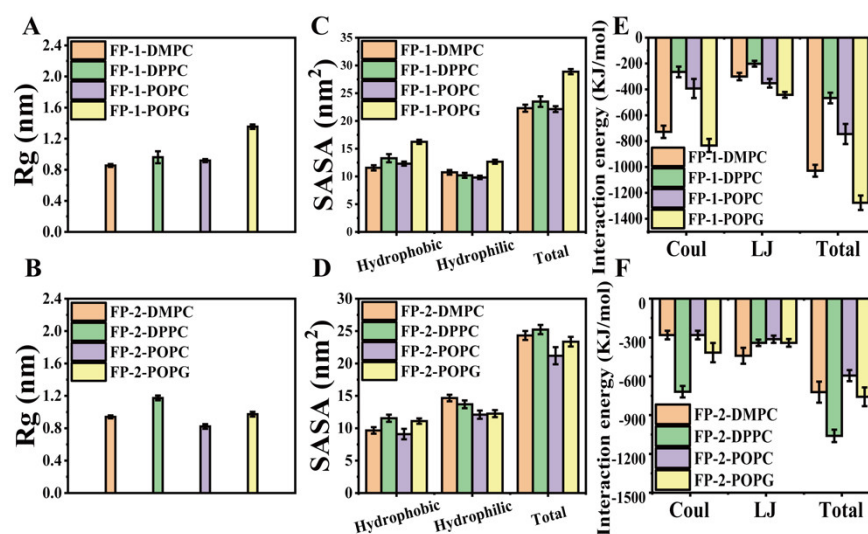 A
Rg (nm)
2.4
2.0
1.6
1.2
0.8
0.4
0.0
FP-1-DMPC
FP-1-DPPC
FP-1-POPC
FP-1-POPG
C
SASA (nm²)
35
30
25
20
15
10
5
0
FP-1-DMPC
FP-1-DPPC
FP-1-POPC
FP-1-POPG
Hydrophobic
Hydrophilic
Total
E
Interaction energy (KJ/mol)
0
-200
-400
-600
-800
-1000
-1200
-1400
FP-1-DMPC
FP-1-DPPC
FP-1-POPC
FP-1-POPG
Coul
LJ
Total
B
Rg (nm)
2.4
2.0
1.6
1.2
0.8
0.4
0.0
FP-2-DMPC
FP-2-DPPC
FP-2-POPC
FP-2-POPG
D
SASA (nm²)
30
25
20
15
10
5
0
FP-2-DMPC
FP-2-DPPC
FP-2-POPC
FP-2-POPG
Hydrophobic
Hydrophilic
Total
F
Interaction energy (KJ/mol)
0
-300
-600
-900
-1200
-1500
FP-2-DMPC
FP-2-DPPC
FP-2-POPC
FP-2-POPG
Coul
LJ
Total